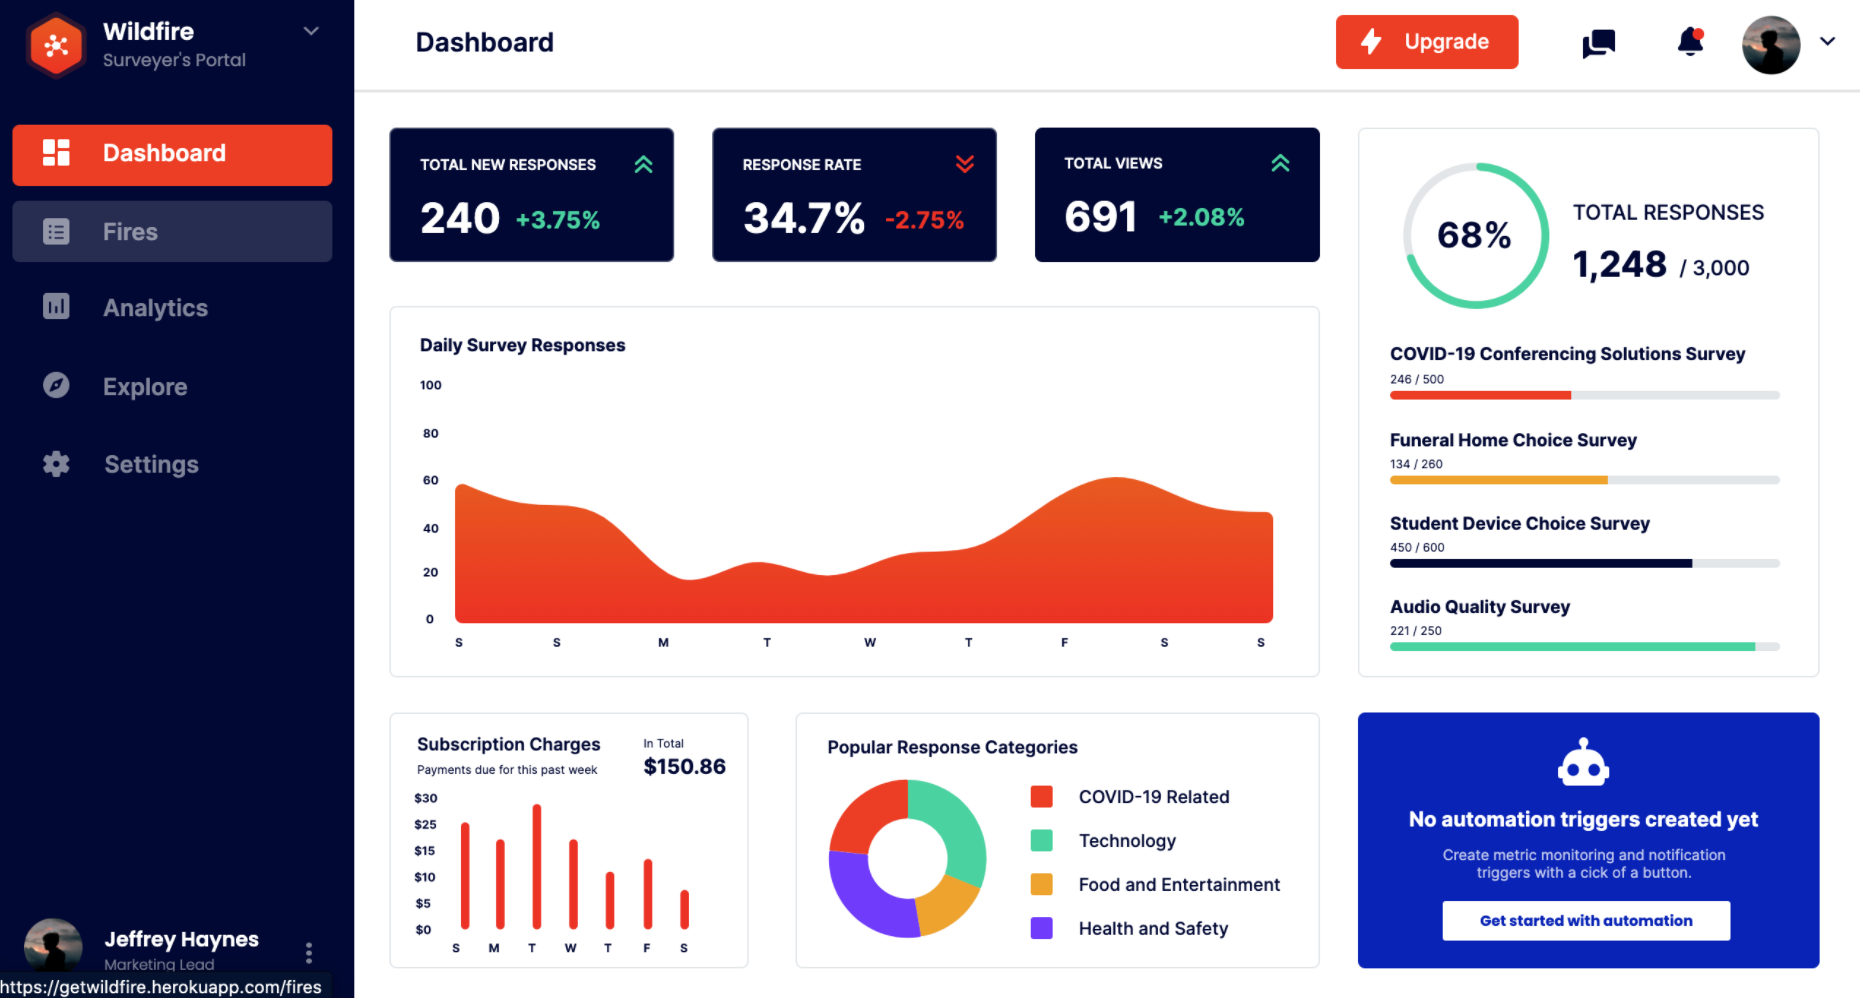 Wildfire
Surveyer's Portal
Dashboard
Fires
Analytics
Explore
Settings
Jeffrey Haynes
Marketing Lead
https://getwildfire.herokuapp.com/fires
Dashboard
Upgrade
TOTAL NEW RESPONSES
240 +3.75%
RESPONSE RATE
34.7% -2.75%
TOTAL VIEWS
691 +2.08%
68%
TOTAL RESPONSES
1,248 / 3,000
COVID-19 Conferencing Solutions Survey
246 / 500
Funeral Home Choice Survey
134 / 260
Student Device Choice Survey
450 / 600
Audio Quality Survey
221 / 250
Daily Survey Responses
100
80
60
40
20
0
S S M T W T F S S
Subscription Charges
Payments due for this past week
In Total
$150.86
$30
$25
$15
$10
$5
$0
S M T W T F S
Popular Response Categories
COVID-19 Related
Technology
Food and Entertainment
Health and Safety
No automation triggers created yet
Create metric monitoring and notification
triggers with a cick of a button.
Get started with automation